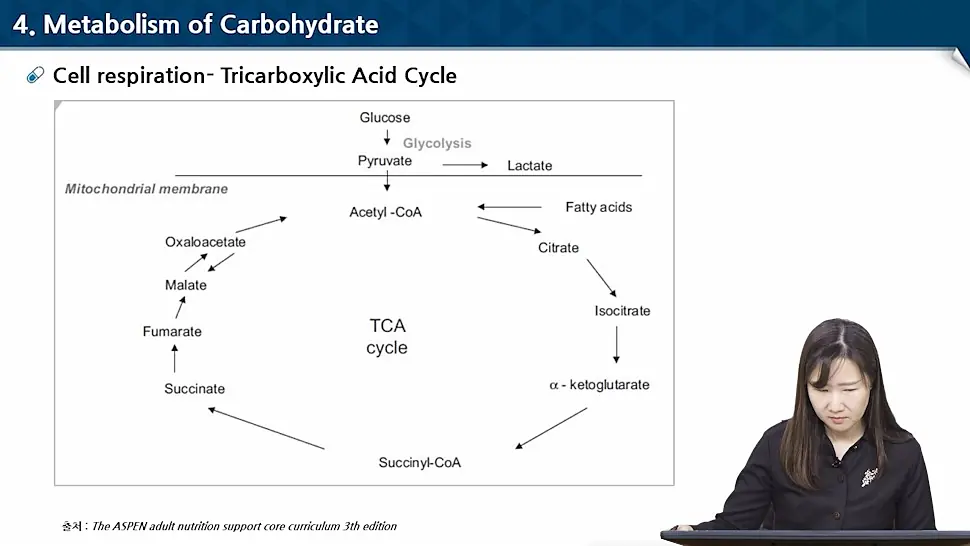 4. Metabolism of Carbohydrate
Cell respiration- Tricarboxylic Acid Cycle
Glucose
Glycolysis
Pyruvate
Lactate
Mitochondrial membrane
Acetyl -CoA
Fatty acids
Oxaloacetate
Citrate
Malate
Isocitrate
Fumarate
TCA
cycle
Succinate
α - ketoglutarate
Succinyl-CoA
출처 : The ASPEN adult nutrition support core curriculum 3th edition